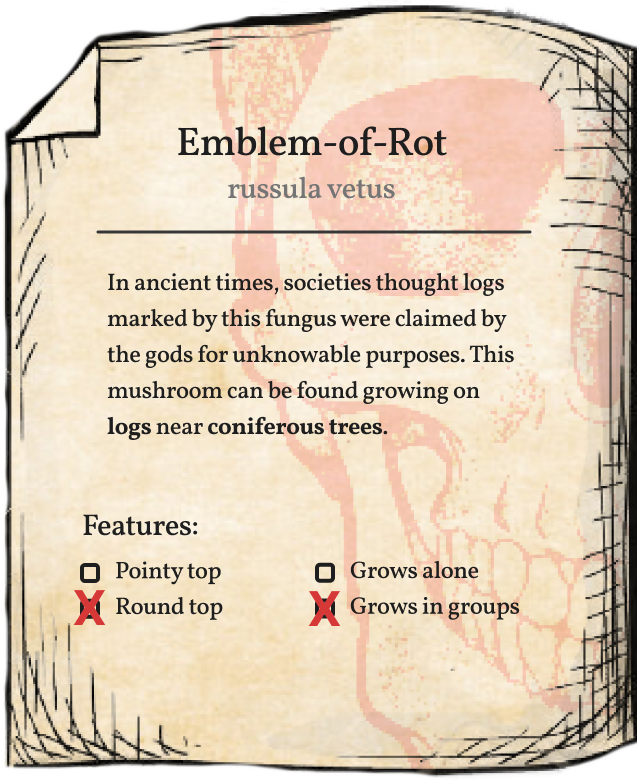 Emblem-of-Rot
russula vetus
In ancient times, societies thought logs
marked by this fungus were claimed by
the gods for unknowable purposes. This
mushroom can be found growing on
logs near coniferous trees.
Features:
Pointy top
Grows alone
Round top
Grows in groups